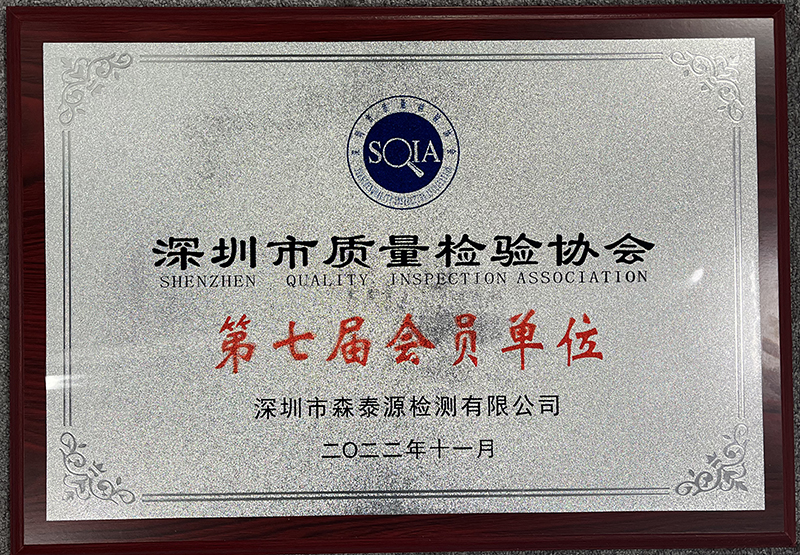 SQIA
深圳市质量检验协会
SHENZHEN QUALITY INSPECTION ASSOCIATION
第七届会员单位
深圳市森泰源检测有限公司
二〇二二年十一月